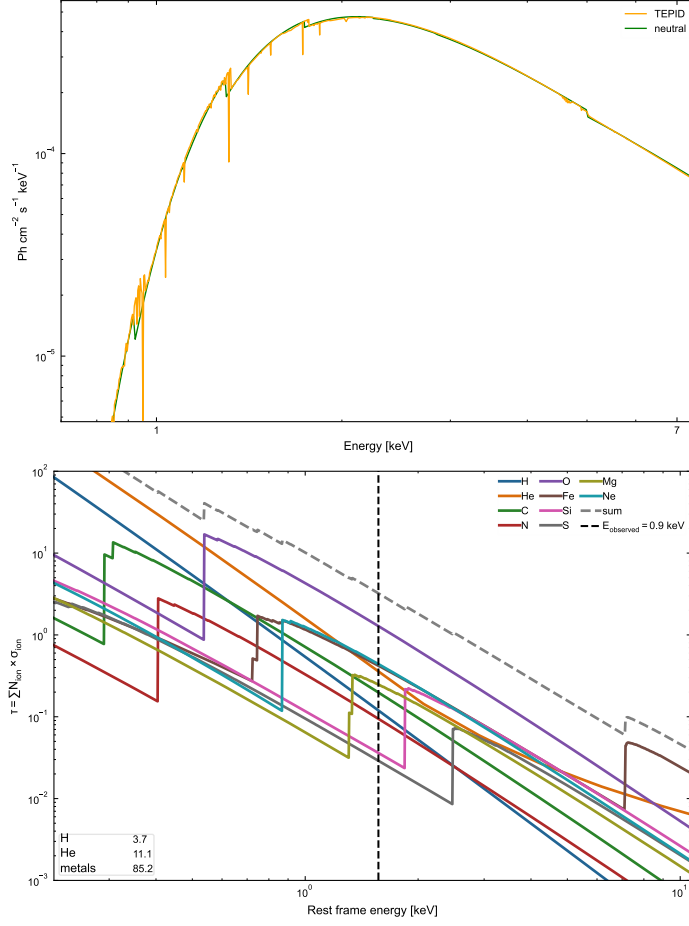 TEPID
neutral
Ph cm⁻² s⁻¹ keV⁻¹
10⁻⁴
10⁻⁵
1
7
Energy [keV]
τ = ∑ N_ion × σ_ion
10²
10¹
10⁰
10⁻¹
10⁻²
10⁻³
H
He
C
N
O
Fe
Si
S
Mg
Ne
sum
E_observed = 0.9 keV
H 3.7
He 11.1
metals 85.2
10⁰
10¹
Rest frame energy [keV]